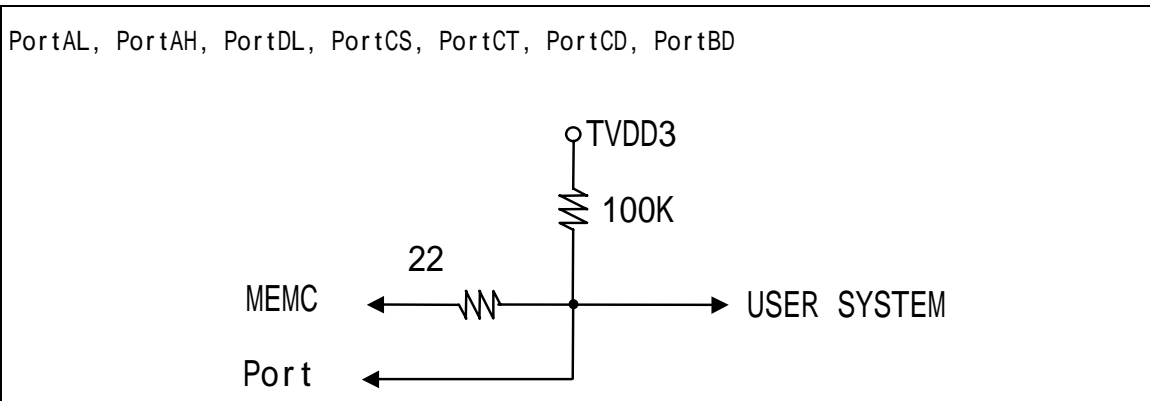 PortAL, PortAH, PortDL, PortCS, PortCT, PortCD, PortBD
TVDD3
100K
22
MEMC
USER SYSTEM
Port